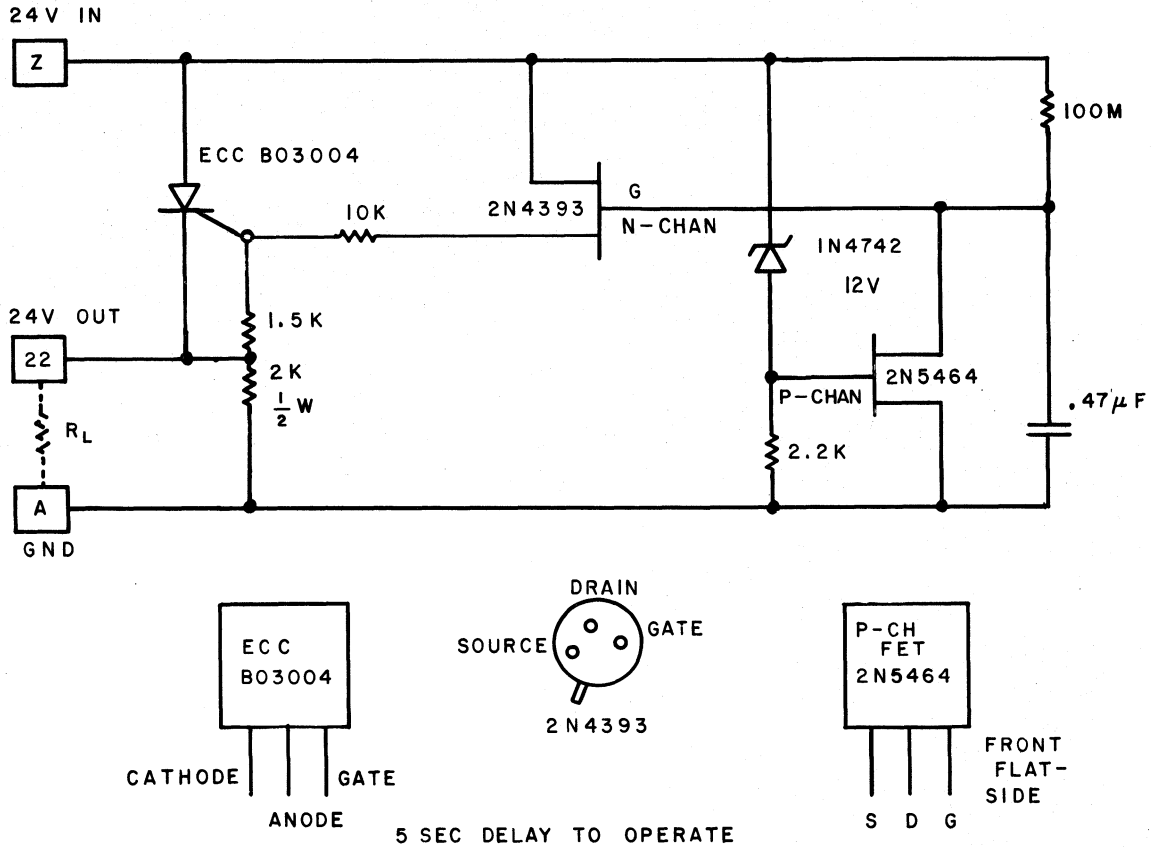 24V IN
Z
100M
ECC BO3004
G
10K
2N4393
N-CHAN
1N4742
12V
24V OUT
1.5K
22
2K
1/2 W
P-CHAN
2N5464
.47µF
RL
2.2K
A
GND
DRAIN
SOURCE
GATE
ECC
BO3004
P-CH
FET
2N5464
2N4393
CATHODE
GATE
ANODE
FRONT
FLAT-
SIDE
S D G
5 SEC DELAY TO OPERATE